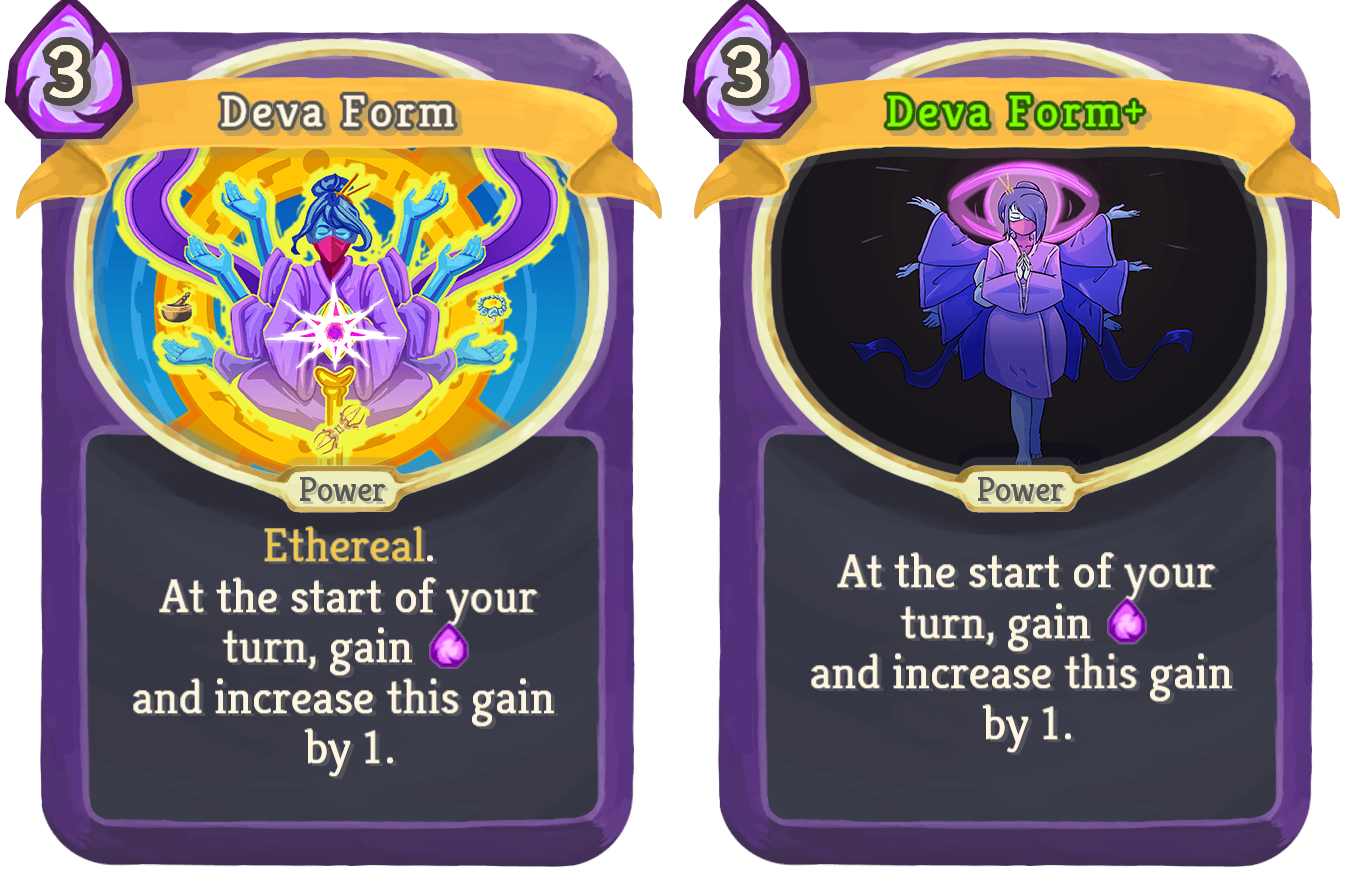 3
Deva Form
Power
Ethereal.
At the start of your
turn, gain
and increase this gain
by 1.
3
Deva Form+
Power
At the start of your
turn, gain
and increase this gain
by 1.